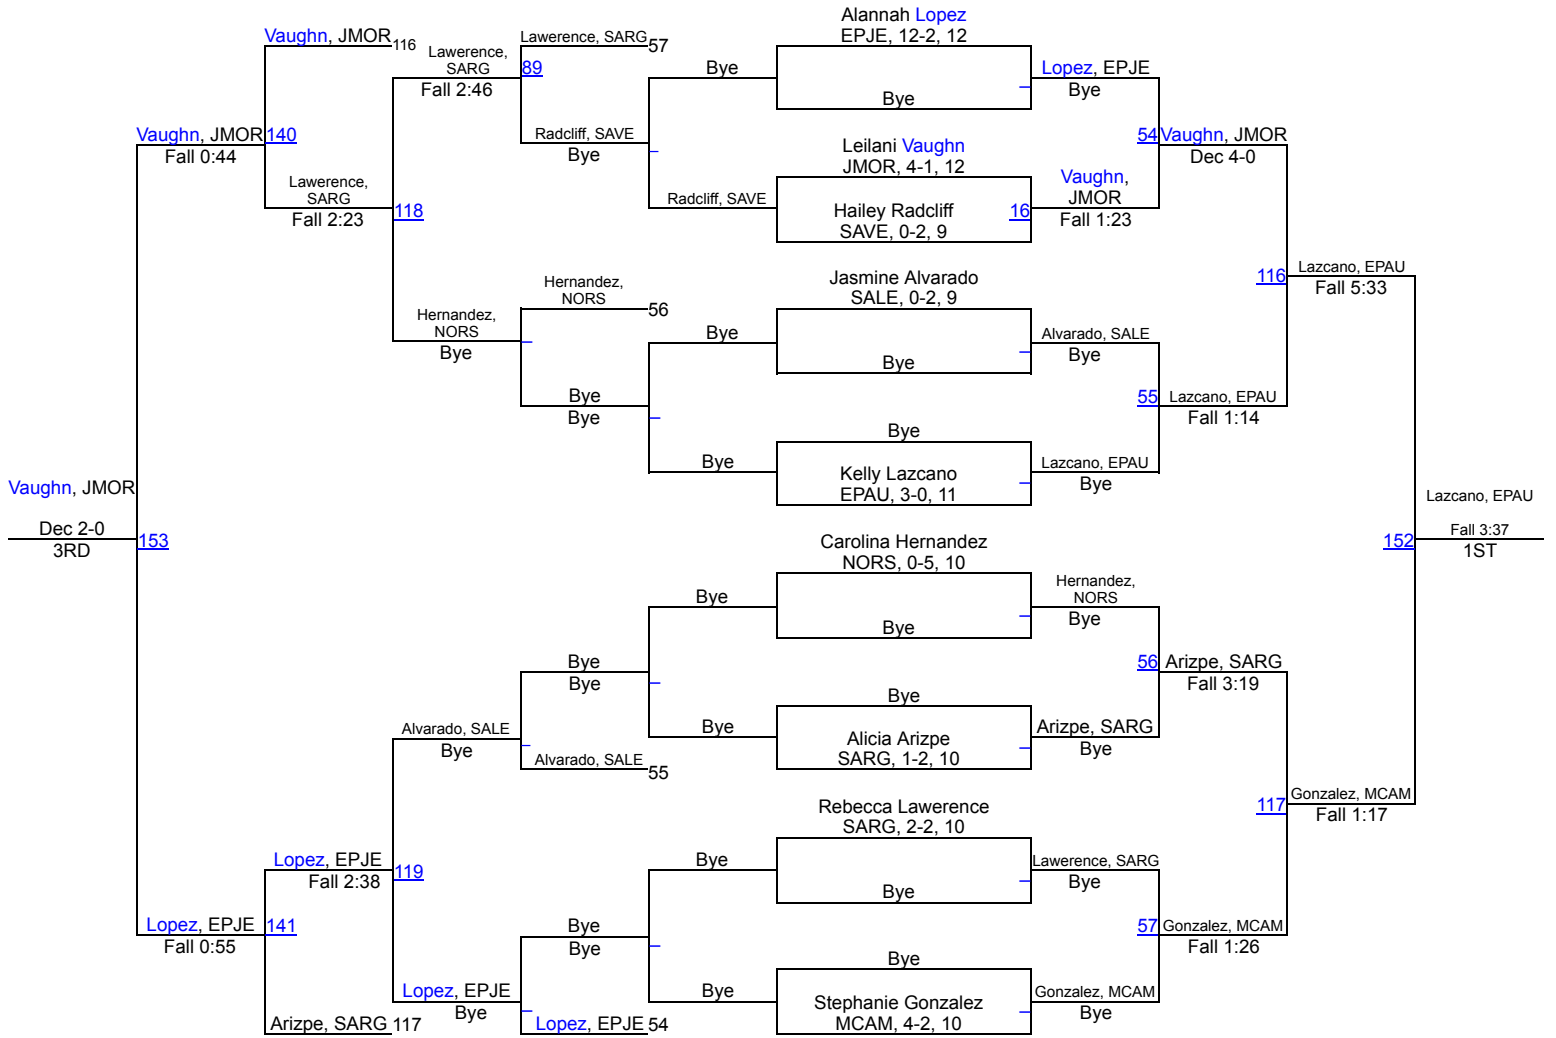 Alannah Lopez
EPJE, 12-2, 12
Bye
Leilani Vaughn
JMOR, 4-1, 12
Hailey Radcliff
SAVE, 0-2, 9
16
Jasmine Alvarado
SALE, 0-2, 9
Bye
Bye
Kelly Lazcano
EPAU, 3-0, 11
Carolina Hernandez
NORS, 0-5, 10
Bye
Bye
Alicia Arizpe
SARG, 1-2, 10
Rebecca Lawerence
SARG, 2-2, 10
Bye
Bye
Stephanie Gonzalez
MCAM, 4-2, 10
Lopez, EPJE
Bye
Vaughn,
JMOR
Fall 1:23
Alvarado, SALE
Bye
Lazcano, EPAU
Bye
Hernandez,
NORS
Bye
Arizpe, SARG
Bye
Lawerence, SARG
Bye
Gonzalez, MCAM
Bye
54
Vaughn, JMOR
Dec 4-0
55
Lazcano, EPAU
Fall 1:14
56
Arizpe, SARG
Fall 3:19
57
Gonzalez, MCAM
Fall 1:26
116
Lazcano, EPAU
Fall 5:33
117
Gonzalez, MCAM
Fall 1:17
152
Lazcano, EPAU
Fall 3:37
1ST
Bye
Radcliff, SAVE
Bye
Bye
Bye
Bye
Bye
Bye
Lawerence, SARG
57
Radcliff, SAVE
Bye
Hernandez,
NORS
56
Bye
Bye
Bye
Bye
Alvarado, SALE
55
Bye
Bye
Lopez, EPJE
54
Lawerence,
SARG
Fall 2:46
89
Hernandez,
NORS
Bye
Alvarado, SALE
Bye
Lopez, EPJE
Bye
Vaughn, JMOR
116
Lawerence,
SARG
Fall 2:23
118
Lopez, EPJE
Fall 2:38
119
Arizpe, SARG
117
Vaughn, JMOR
Fall 0:44
140
Lopez, EPJE
Fall 0:55
141
Vaughn, JMOR
Dec 2-0
3RD
153